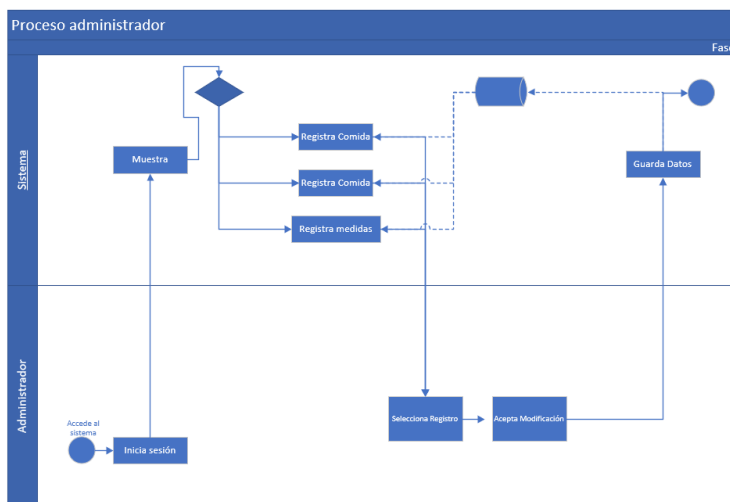 Proceso administrador
Fase
Sistema
Muestra
Registra Comida
Registra Comida
Registra medidas
Guarda Datos
Administrador
Accede al
sistema
Inicia sesión
Selecciona Registro
Acepta Modificación